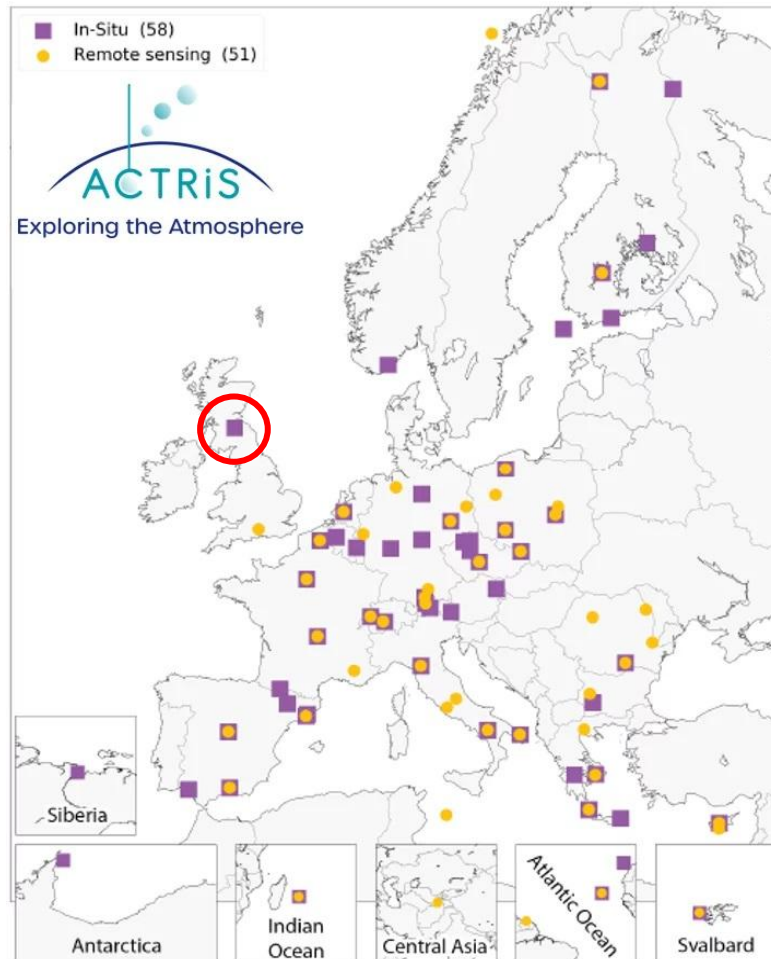 In-Situ (58)
Remote sensing (51)
ACTRiS
Exploring the Atmosphere
Siberia
Antarctica
Indian
Ocean
Central Asia
Atlantic Ocean
Svalbard